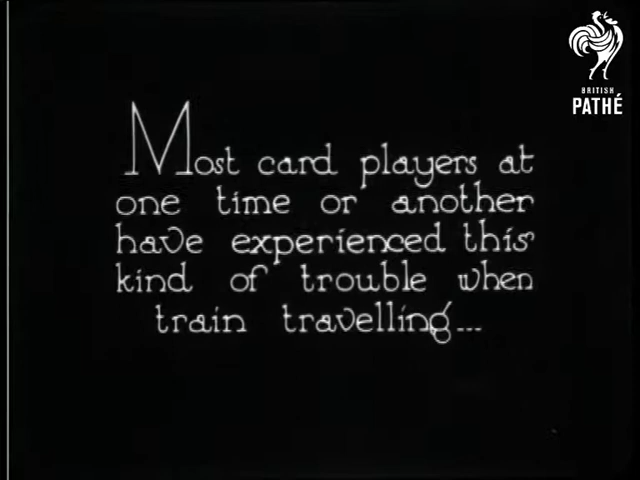 BRITISH
PATHÉ
Most card players at
one time or another
have experienced this
kind of trouble when
train travelling...